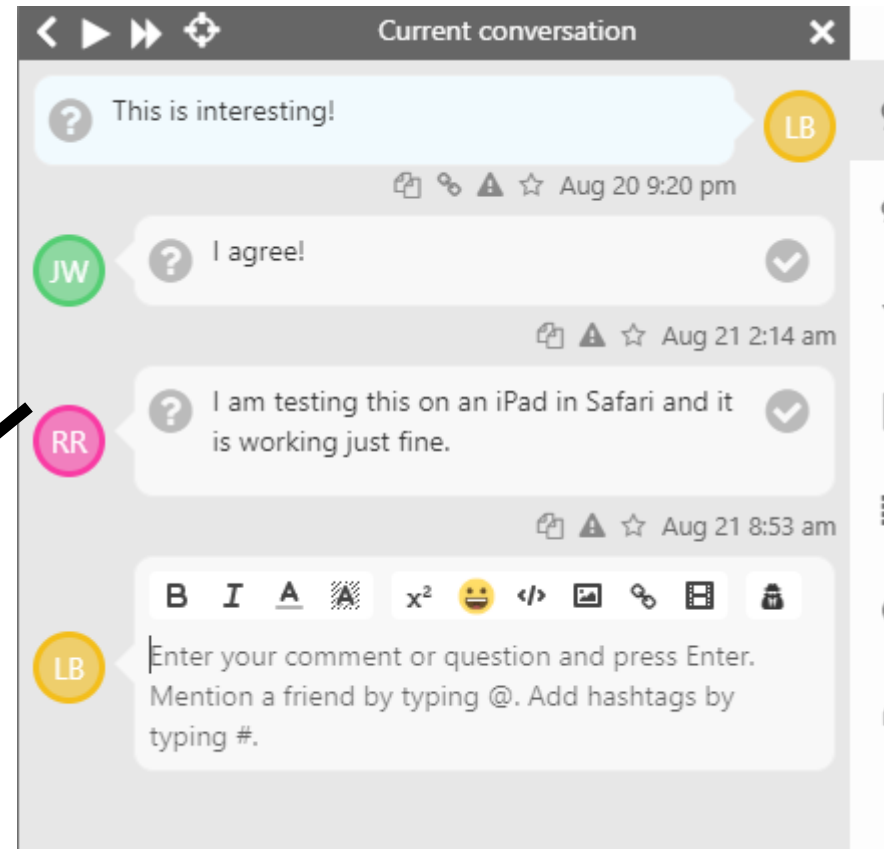 Current conversation
This is interesting!
LB
Aug 20 9:20 pm
JW
I agree!
Aug 21 2:14 am
RR
I am testing this on an iPad in Safari and it
is working just fine.
Aug 21 8:53 am
B I A A x² </>
LB
Enter your comment or question and press Enter.
Mention a friend by typing @. Add hashtags by
typing #.